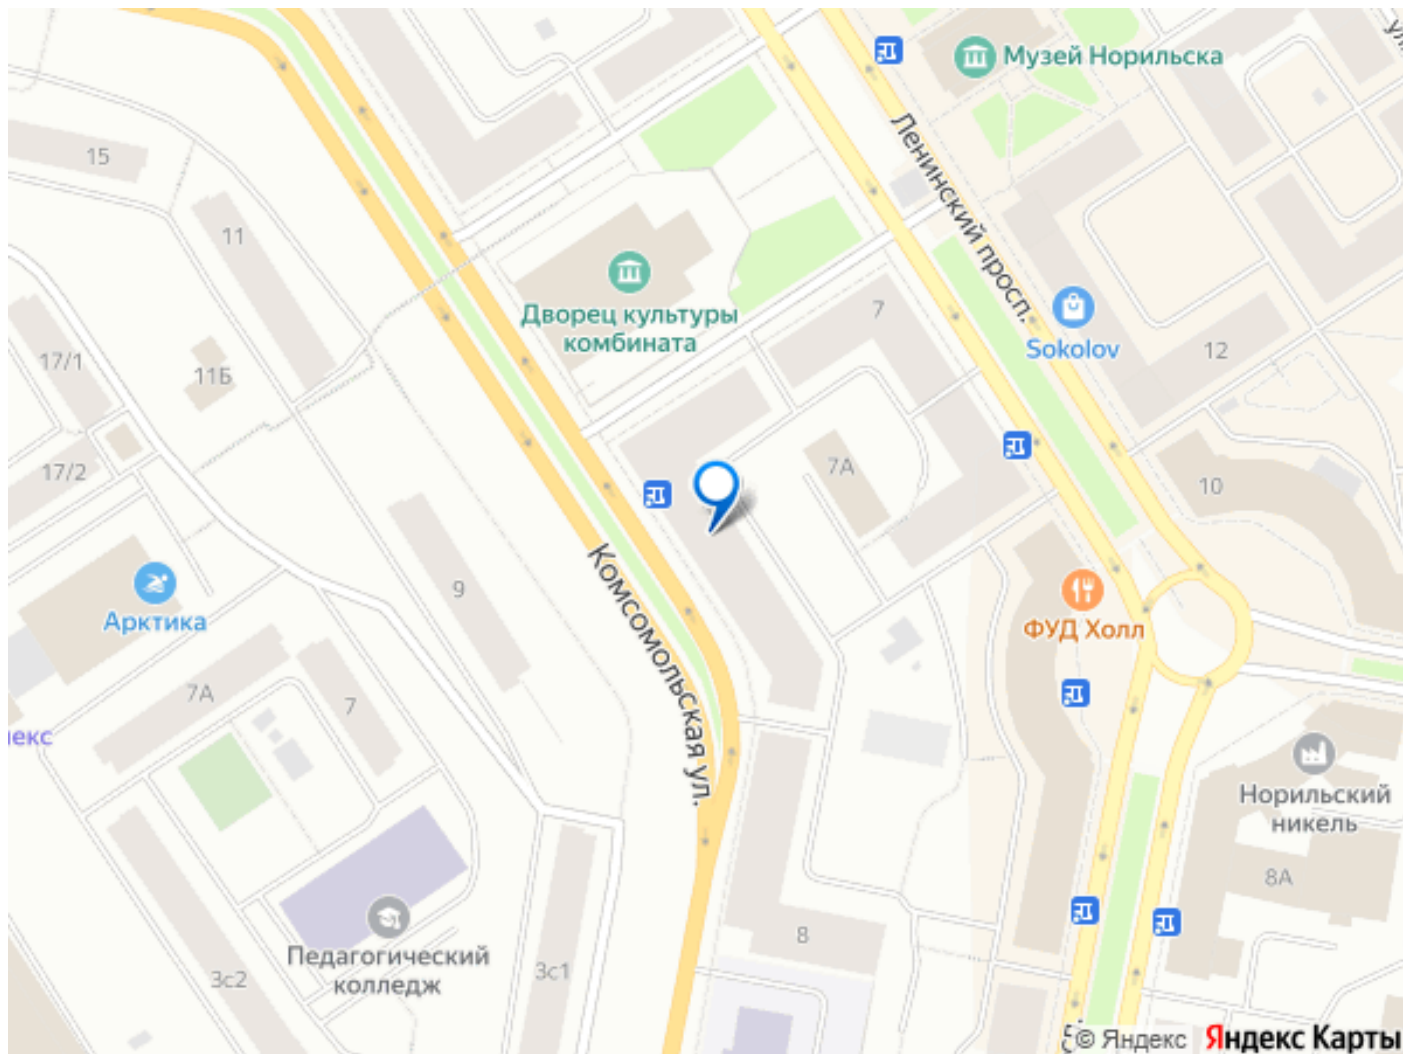 Музей Норильска
Ленинский просп.
15
11
7
Дворец культуры
комбината
Sokolov
12
17/1
11Б
17/2
7А
10
Комсомольская ул.
9
Арктика
ФУД Холл
7А
7
Норильский
никель
8А
Педагогический
колледж
8
3с2
3с1
© Яндекс Яндекс Карты